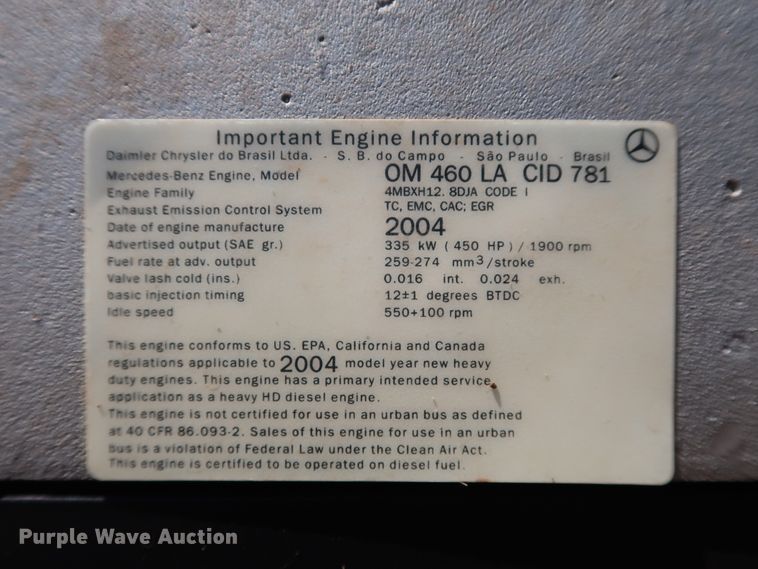 Important Engine Information
Daimler Chrysler do Brasil Ltda. - S. B. do Campo - São Paulo - Brasil
Mercedes-Benz Engine, Model OM 460 LA CID 781
Engine Family 4MBXH12. 8DJA CODE I
Exhaust Emission Control System TC, EMC, CAC; EGR
Date of engine manufacture 2004
Advertised output (SAE gr.) 335 kW ( 450 HP ) / 1900 rpm
Fuel rate at adv. output 259-274 mm3/stroke
Valve lash cold (ins.) 0.016 int. 0.024 exh.
basic injection timing 12±1 degrees BTDC
Idle speed 550+100 rpm
This engine conforms to US. EPA, California and Canada
regulations applicable to 2004 model year new heavy
duty engines. This engine has a primary intended service
application as a heavy HD diesel engine.
This engine is not certified for use in an urban bus as defined
at 40 CFR 86.093-2. Sales of this engine for use in an urban
bus is a violation of Federal Law under the Clean Air Act.
This engine is certified to be operated on diesel fuel.
Purple Wave Auction